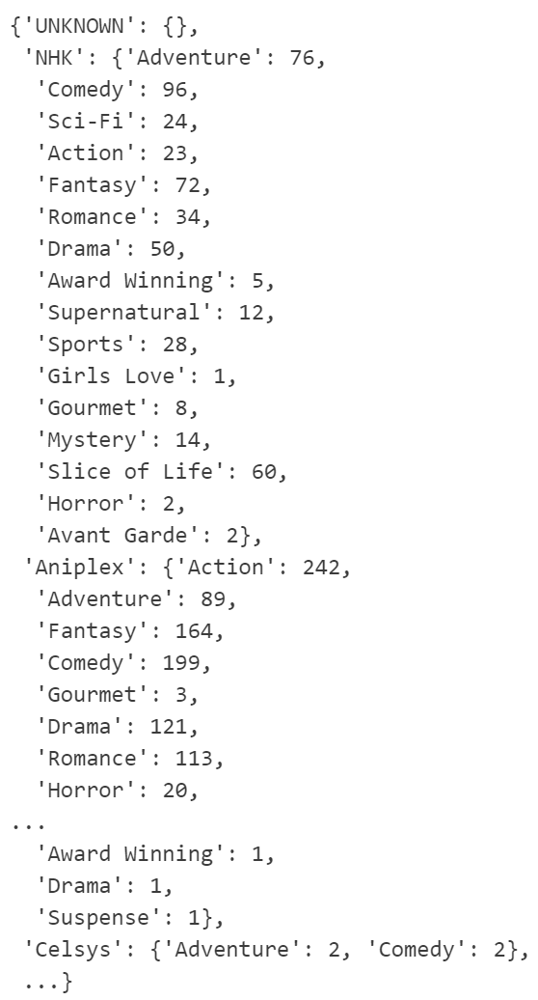 {'UNKNOWN': {},
 'NHK': {'Adventure': 76,
  'Comedy': 96,
  'Sci-Fi': 24,
  'Action': 23,
  'Fantasy': 72,
  'Romance': 34,
  'Drama': 50,
  'Award Winning': 5,
  'Supernatural': 12,
  'Sports': 28,
  'Girls Love': 1,
  'Gourmet': 8,
  'Mystery': 14,
  'Slice of Life': 60,
  'Horror': 2,
  'Avant Garde': 2},
 'Aniplex': {'Action': 242,
  'Adventure': 89,
  'Fantasy': 164,
  'Comedy': 199,
  'Gourmet': 3,
  'Drama': 121,
  'Romance': 113,
  'Horror': 20,
...
  'Award Winning': 1,
  'Drama': 1,
  'Suspense': 1},
 'Celsys': {'Adventure': 2, 'Comedy': 2},
 ...}